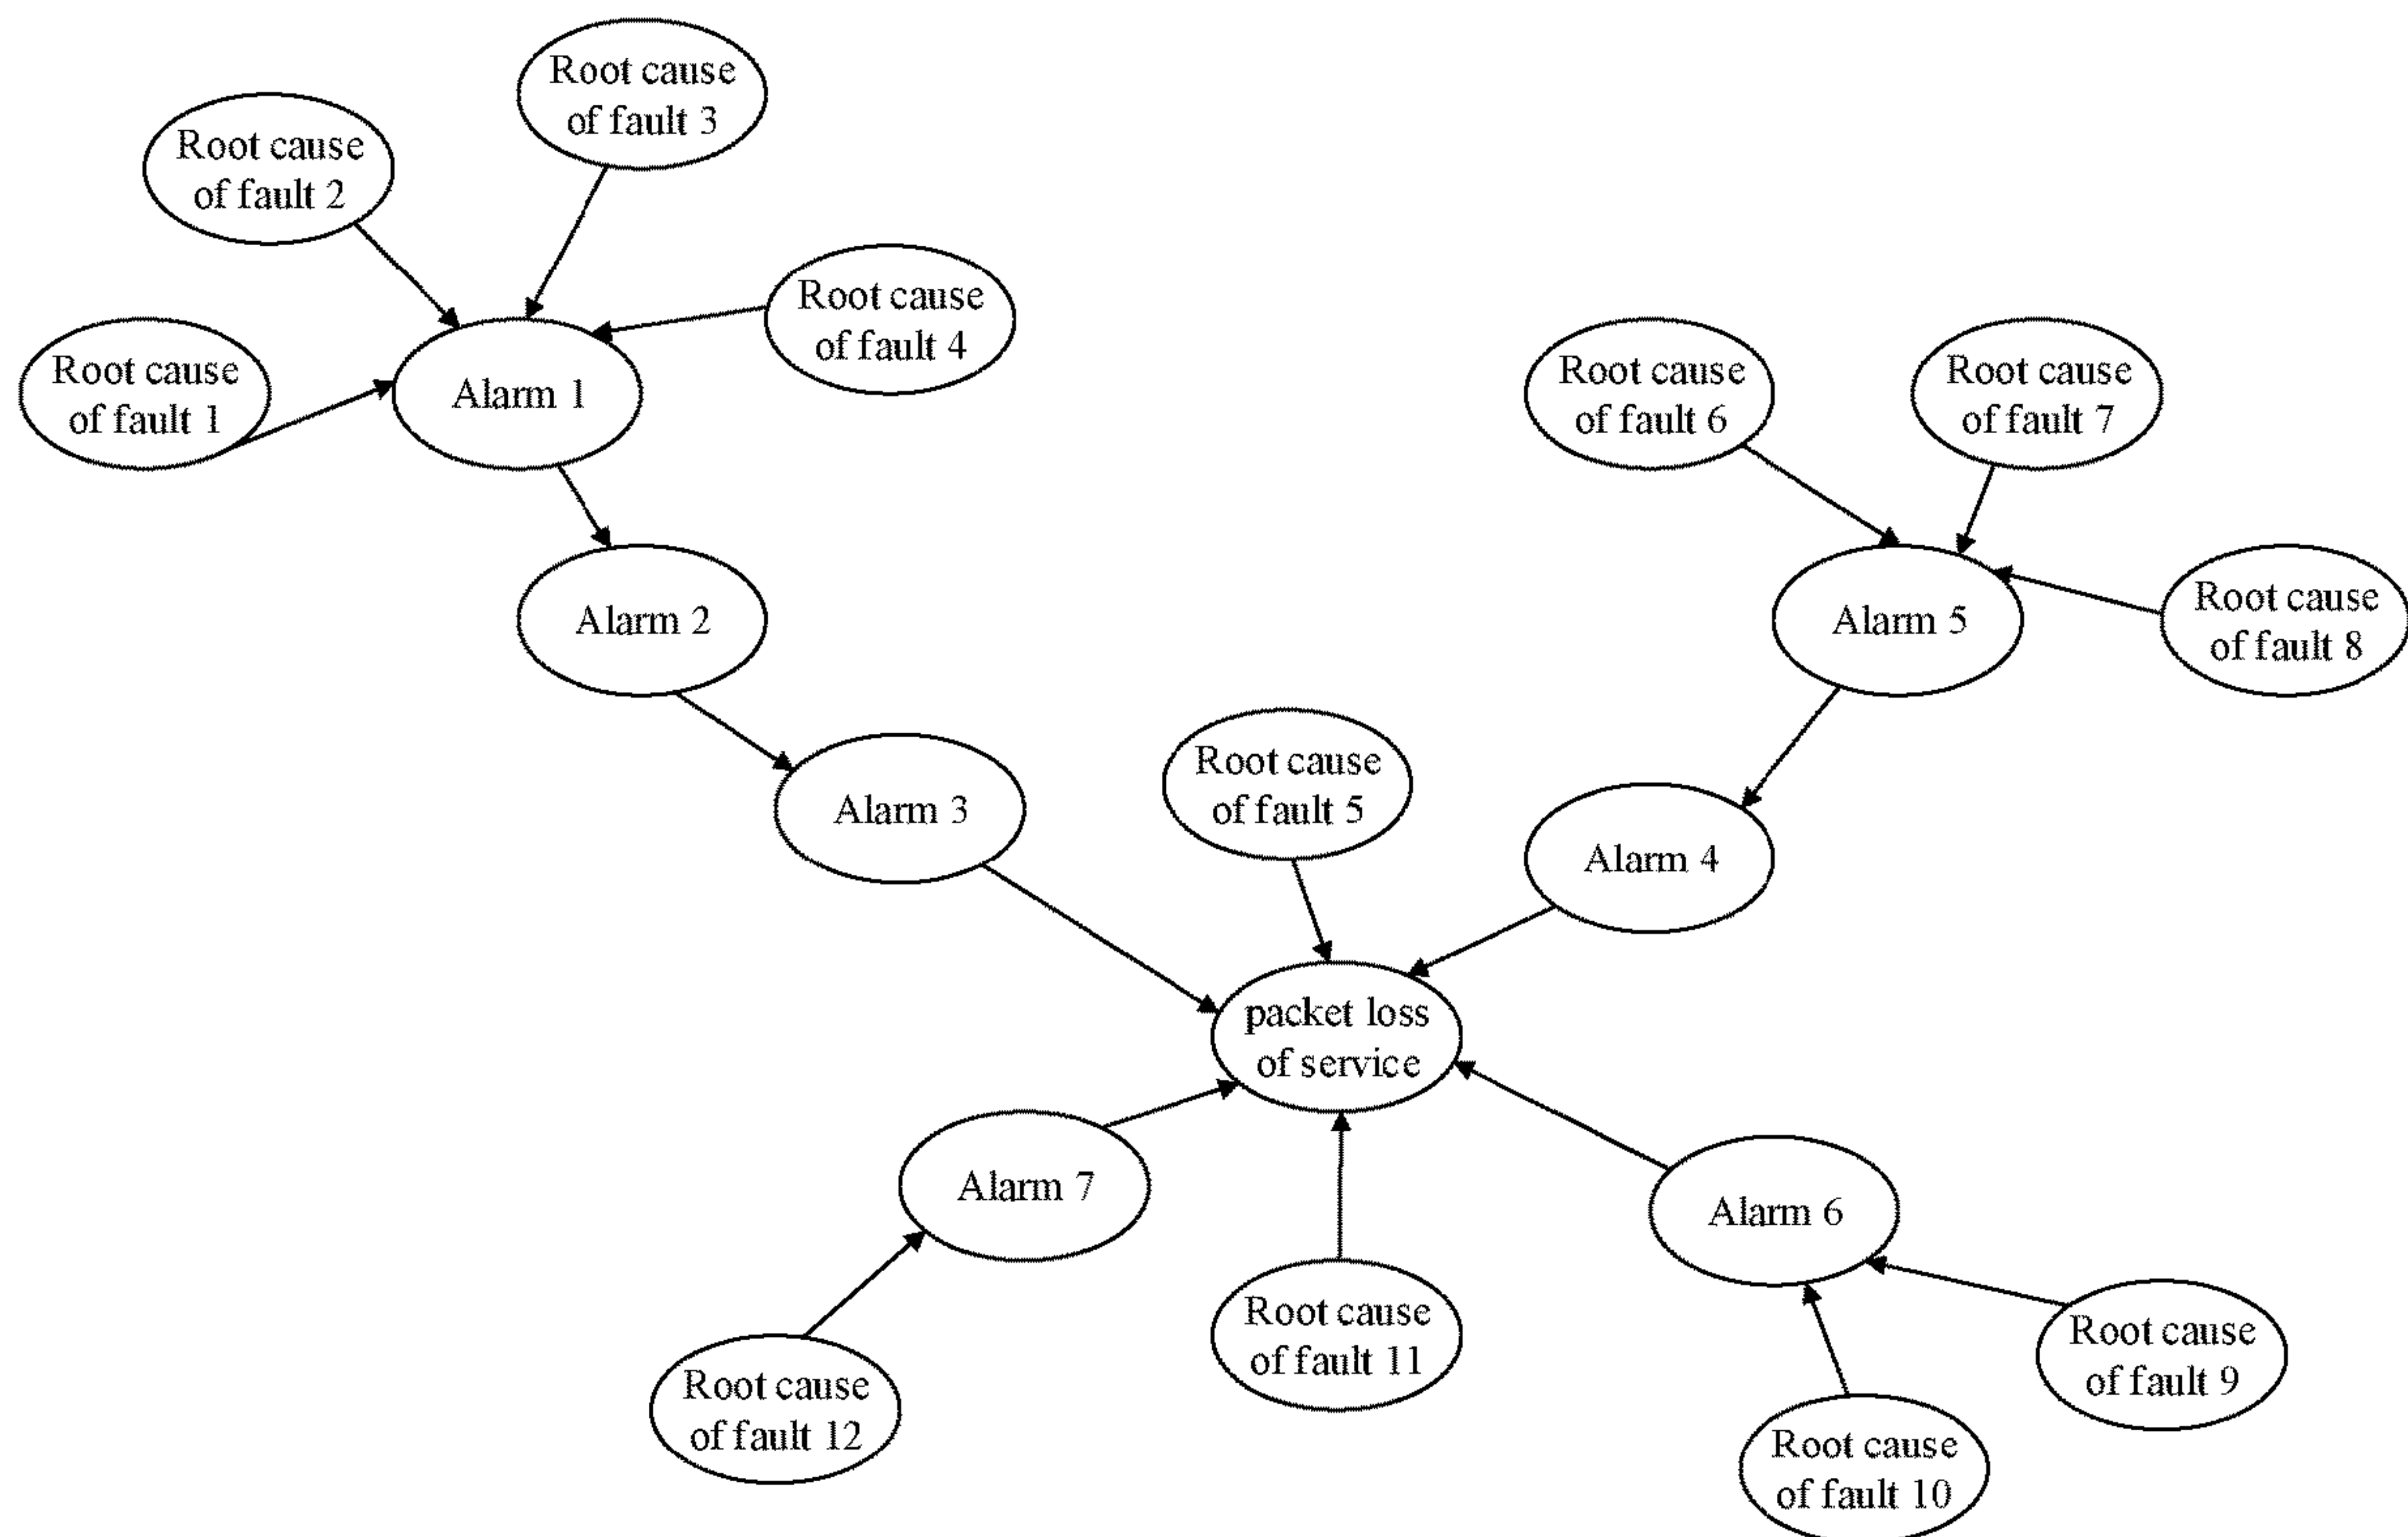 Root cause
of fault 3
Root cause
of fault 2
Root cause
of fault 4
Root cause
of fault 1
Alarm 1
Root cause
of fault 6
Root cause
of fault 7
Alarm 2
Alarm 5
Root cause
of fault 8
Alarm 3
Root cause
of fault 5
Alarm 4
packet loss
of service
Alarm 7
Alarm 6
Root cause
of fault 11
Root cause
of fault 9
Root cause
of fault 12
Root cause
of fault 10